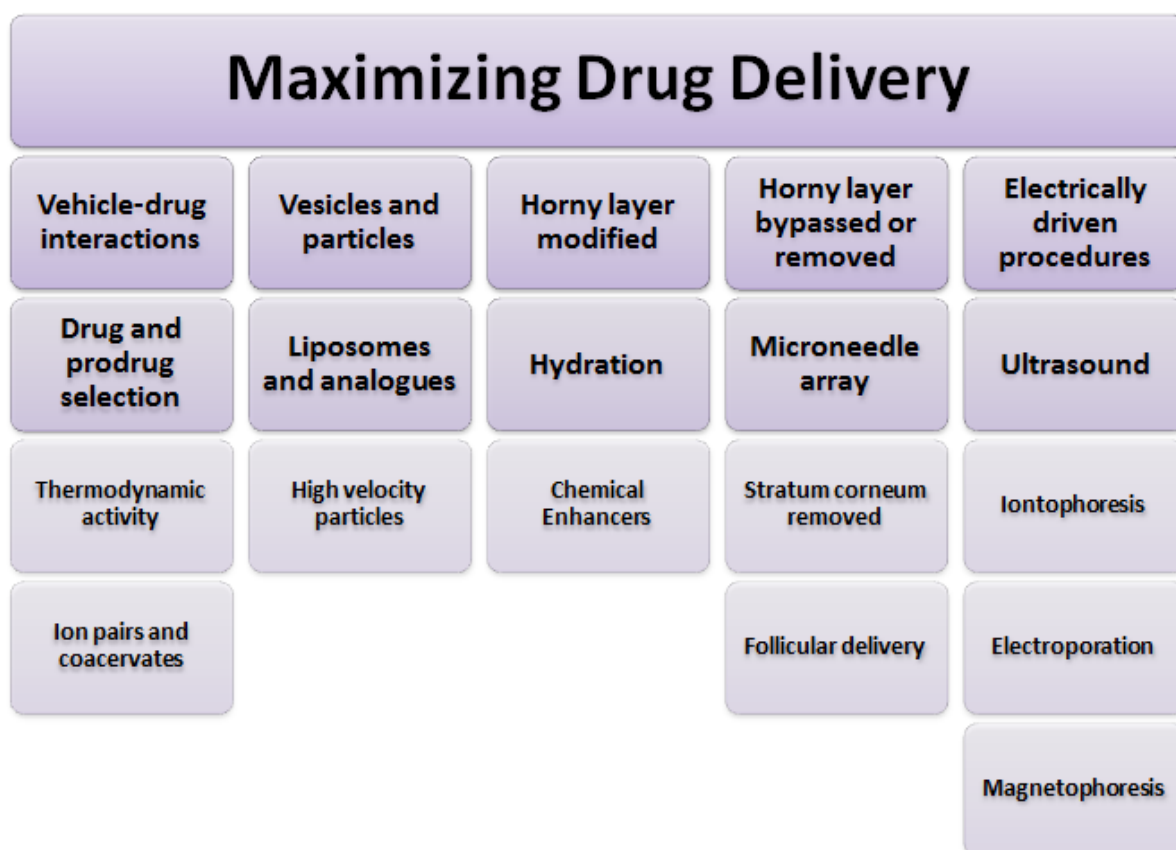 Maximizing Drug Delivery
Vehicle-drug
interactions
Vesicles and
particles
Horny layer
modified
Horny layer
bypassed or
removed
Electrically
driven
procedures
Drug and
prodrug
selection
Liposomes
and analogues
Hydration
Microneedle
array
Ultrasound
Thermodynamic
activity
High velocity
particles
Chemical
Enhancers
Stratum corneum
removed
Iontophoresis
Ion pairs and
coacervates
Follicular delivery
Electroporation
Magnetophoresis